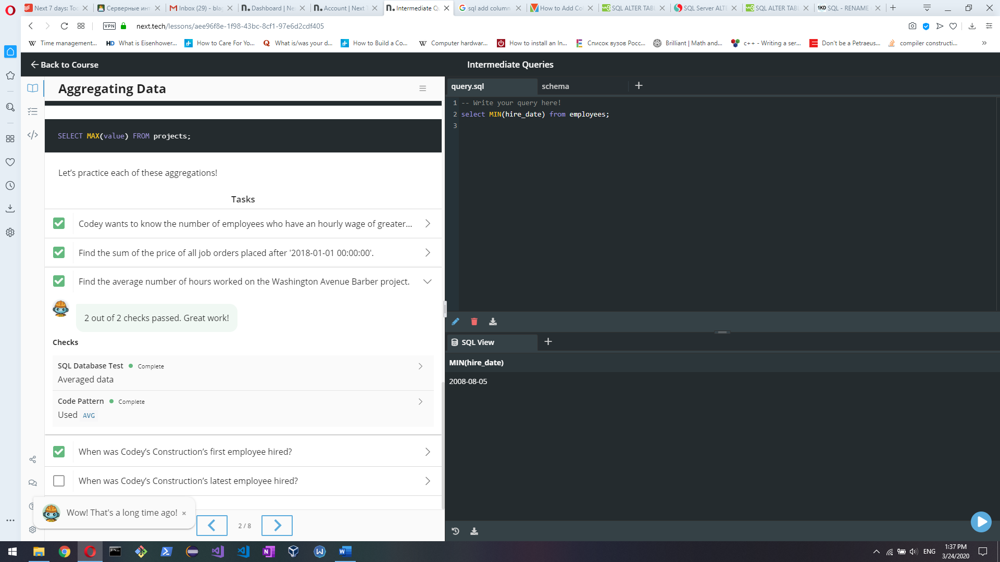 Next 7 days: Too
Серверные инт
Inbox (29) - bla
Dashboard | Ne
Account | Next T
Intermediate Qu
sql add column
How to Add Col
SQL ALTER TABL
SQL Server ALTE
SQL ALTER TABL
1KD SQL - RENAME
VPN
next.tech/lessons/aee96f8e-1f98-43bc-8cf1-97e6d2cdf405
Time management...
HD What is Eisenhower...
How to Care For Yo...
What is/was your d...
How to Build a Co...
Computer hardwar...
How to install an In...
Список вузов Росс...
Brilliant | Math and...
c++ - Writing a ser...
Don't be a Petraeus...
compiler constructi...
Back to Course
Intermediate Queries
Aggregating Data
SELECT MAX(value) FROM projects;
Let's practice each of these aggregations!
Tasks
Codey wants to know the number of employees who have an hourly wage of greater...
Find the sum of the price of all job orders placed after '2018-01-01 00:00:00'.
Find the average number of hours worked on the Washington Avenue Barber project.
2 out of 2 checks passed. Great work!
Checks
SQL Database Test Complete
Averaged data
Code Pattern Complete
Used AVG
When was Codey's Construction's first employee hired?
When was Codey's Construction's latest employee hired?
Wow! That's a long time ago! ×
2 / 8
query.sql
schema
1 -- Write your query here!
2 select MIN(hire_date) from employees;
3
SQL View
MIN(hire_date)
2008-08-05
ENG
1:37 PM
3/24/2020